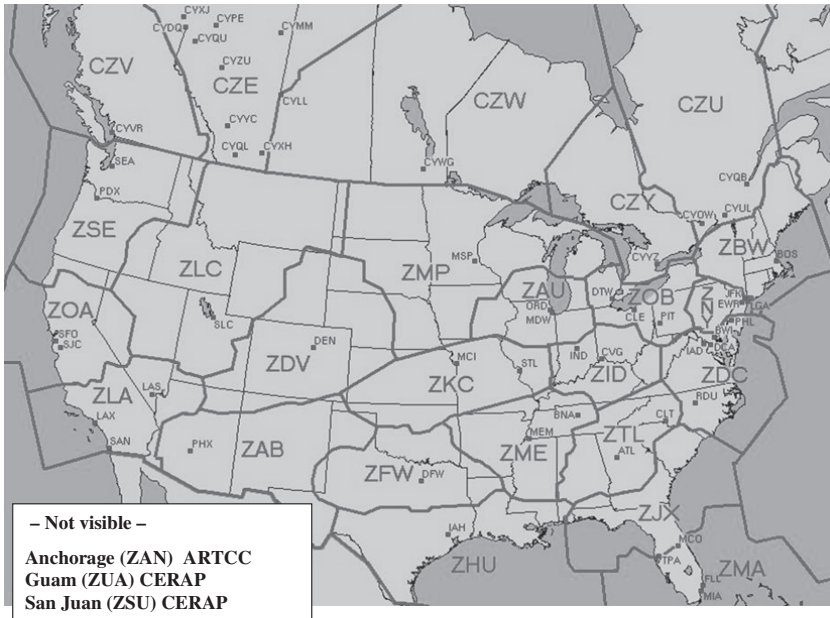 CYXJ
CYPE
CYDQ
CYQU
CYMM
CZV
CYZU
CZE
CZW
CZU
CYLL
CYVR
CYYC
CYQL
CYXH
CYWG
CYQB
SEA
PDX
CZY
CYOW
CYUL
ZSE
ZLC
ZMP
MSP
CYYZ
ZBW
BOS
ZOA
ZAU
DTW
ZOB
ZNY
JFK
EWR
LGA
ORD
MDW
CLE
PIT
PHL
SLC
SFO
SJC
DEN
ZDV
BWI
IAD
DCA
MCI
STL
IND
CVG
ZID
ZDC
ZKC
ZLA
LAS
RDU
LAX
BNA
CLT
MEM
ZTL
SAN
PHX
ZAB
ZME
ATL
ZFW
DFW
ZJX
IAH
MCO
TPA
ZHU
ZMA
FLL
MIA
– Not visible –
Anchorage (ZAN) ARTCC
Guam (ZUA) CERAP
San Juan (ZSU) CERAP